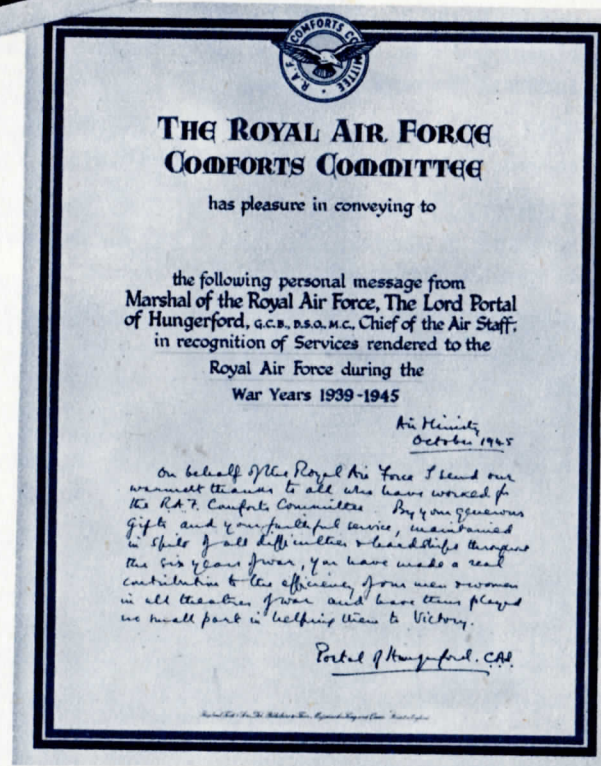 R.A.F. COMFORTS COMMITTEE
THE ROYAL AIR FORCE
COMFORTS COMMITTEE
has pleasure in conveying to
the following personal message from
Marshal of the Royal Air Force, The Lord Portal
of Hungerford, G.C.B., D.S.O., M.C., Chief of the Air Staff,
in recognition of Services rendered to the
Royal Air Force during the
War Years 1939-1945
Air Ministry
October 1945
On behalf of the Royal Air Force I send our
warmest thanks to all who have worked for
the R.A.F. Comforts Committee. By your generous
gifts and your faithful service, maintained
in spite of all difficulties & hardships throughout
the six years of war, you have made a real
contribution to the efficiency of our men & women
in all theatres of war and have thus played
no small part in helping them to Victory.
Portal of Hungerford. CAS.